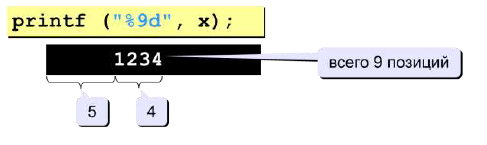 printf ("%9d", x);
1234
всего 9 позиций
5 4